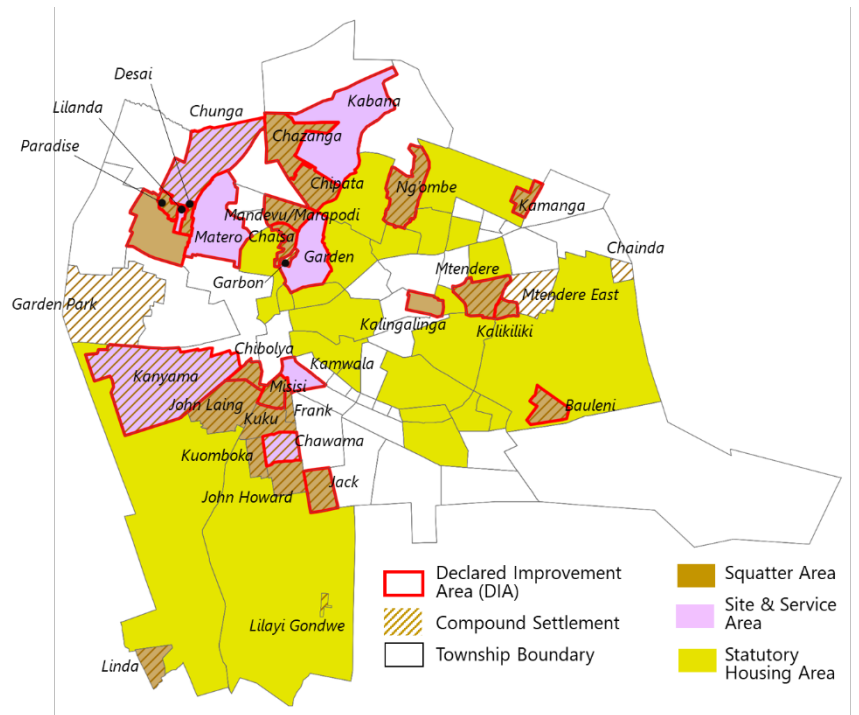 Desai
Lilanda
Chunga
Kabana
Paradise
Chazanga
Chipata
Ng'ombe
Kamanga
Mandevu/Marapodi
Matero
Chaisa
Garden
Chainda
Mtendere
Garbon
Garden Park
Mtendere East
Kalingalinga
Kalikiliki
Chibolya
Kamwala
Kanyama
Misisi
John Laing
Frank
Bauleni
Kuku
Chawama
Kuomboka
Jack
John Howard
Lilayi Gondwe
Linda
Declared Improvement
Area (DIA)
Compound Settlement
Township Boundary
Squatter Area
Site & Service
Area
Statutory
Housing Area